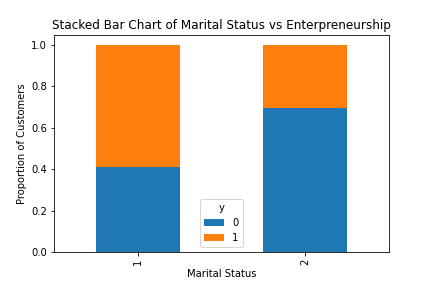 Stacked Bar Chart of Marital Status vs Enterpreneurship
Proportion of Customers
1.0
0.8
0.6
0.4
0.2
0.0
y
0
1
1
2
Marital Status